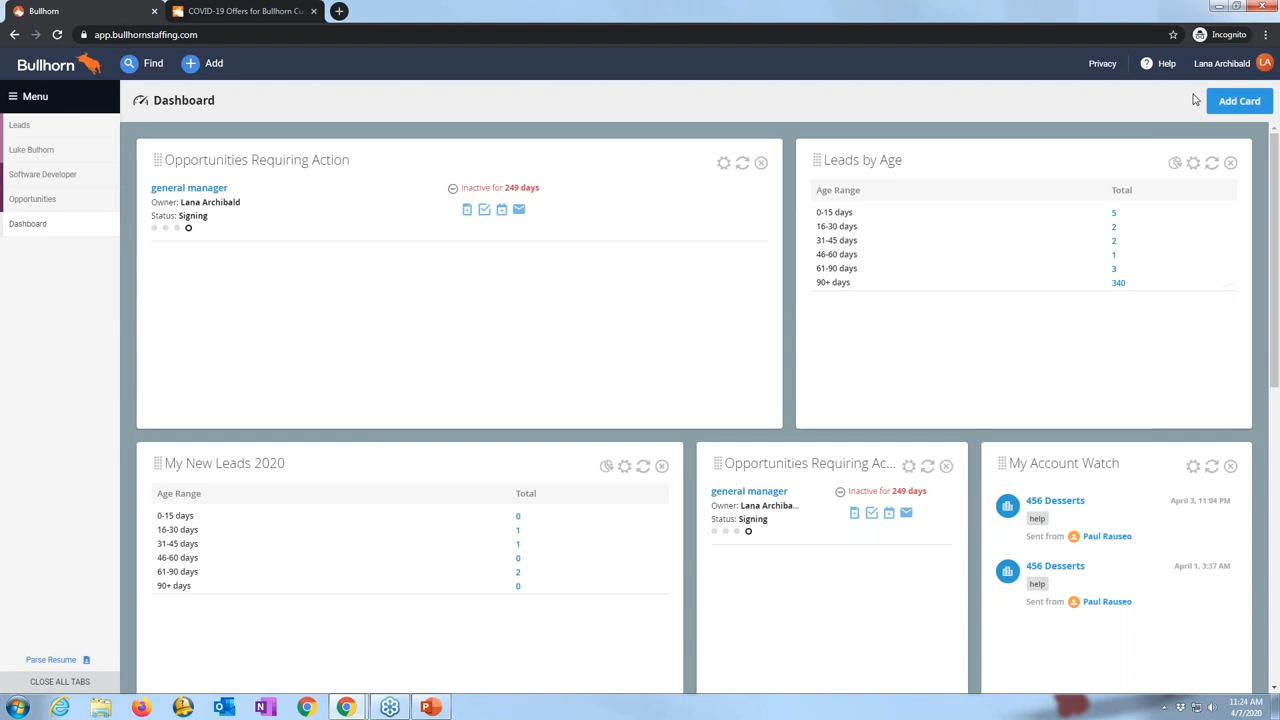 Bullhorn
COVID-19 Offers for Bullhorn Cu
app.bullhornstaffing.com
Incognito
Bullhorn
Find
Add
Privacy
Help
Lana Archibald
LA
Menu
Dashboard
Add Card
Leads
Luke Bulhorn
Software Developer
Opportunities
Dashboard
Opportunities Requiring Action
general manager
Inactive for 249 days
Owner: Lana Archibald
Status: Signing
Leads by Age
Age Range Total
0-15 days 5
16-30 days 2
31-45 days 2
46-60 days 1
61-90 days 3
90+ days 340
My New Leads 2020
Age Range Total
0-15 days 0
16-30 days 1
31-45 days 1
46-60 days 0
61-90 days 2
90+ days 0
Opportunities Requiring Ac...
general manager
Inactive for 249 days
Owner: Lana Archiba...
Status: Signing
My Account Watch
456 Desserts April 3, 11:04 PM
help
Sent from Paul Rauseo
456 Desserts April 1, 3:37 AM
help
Sent from Paul Rauseo
Parse Resume
CLOSE ALL TABS
11:24 AM
4/7/2020